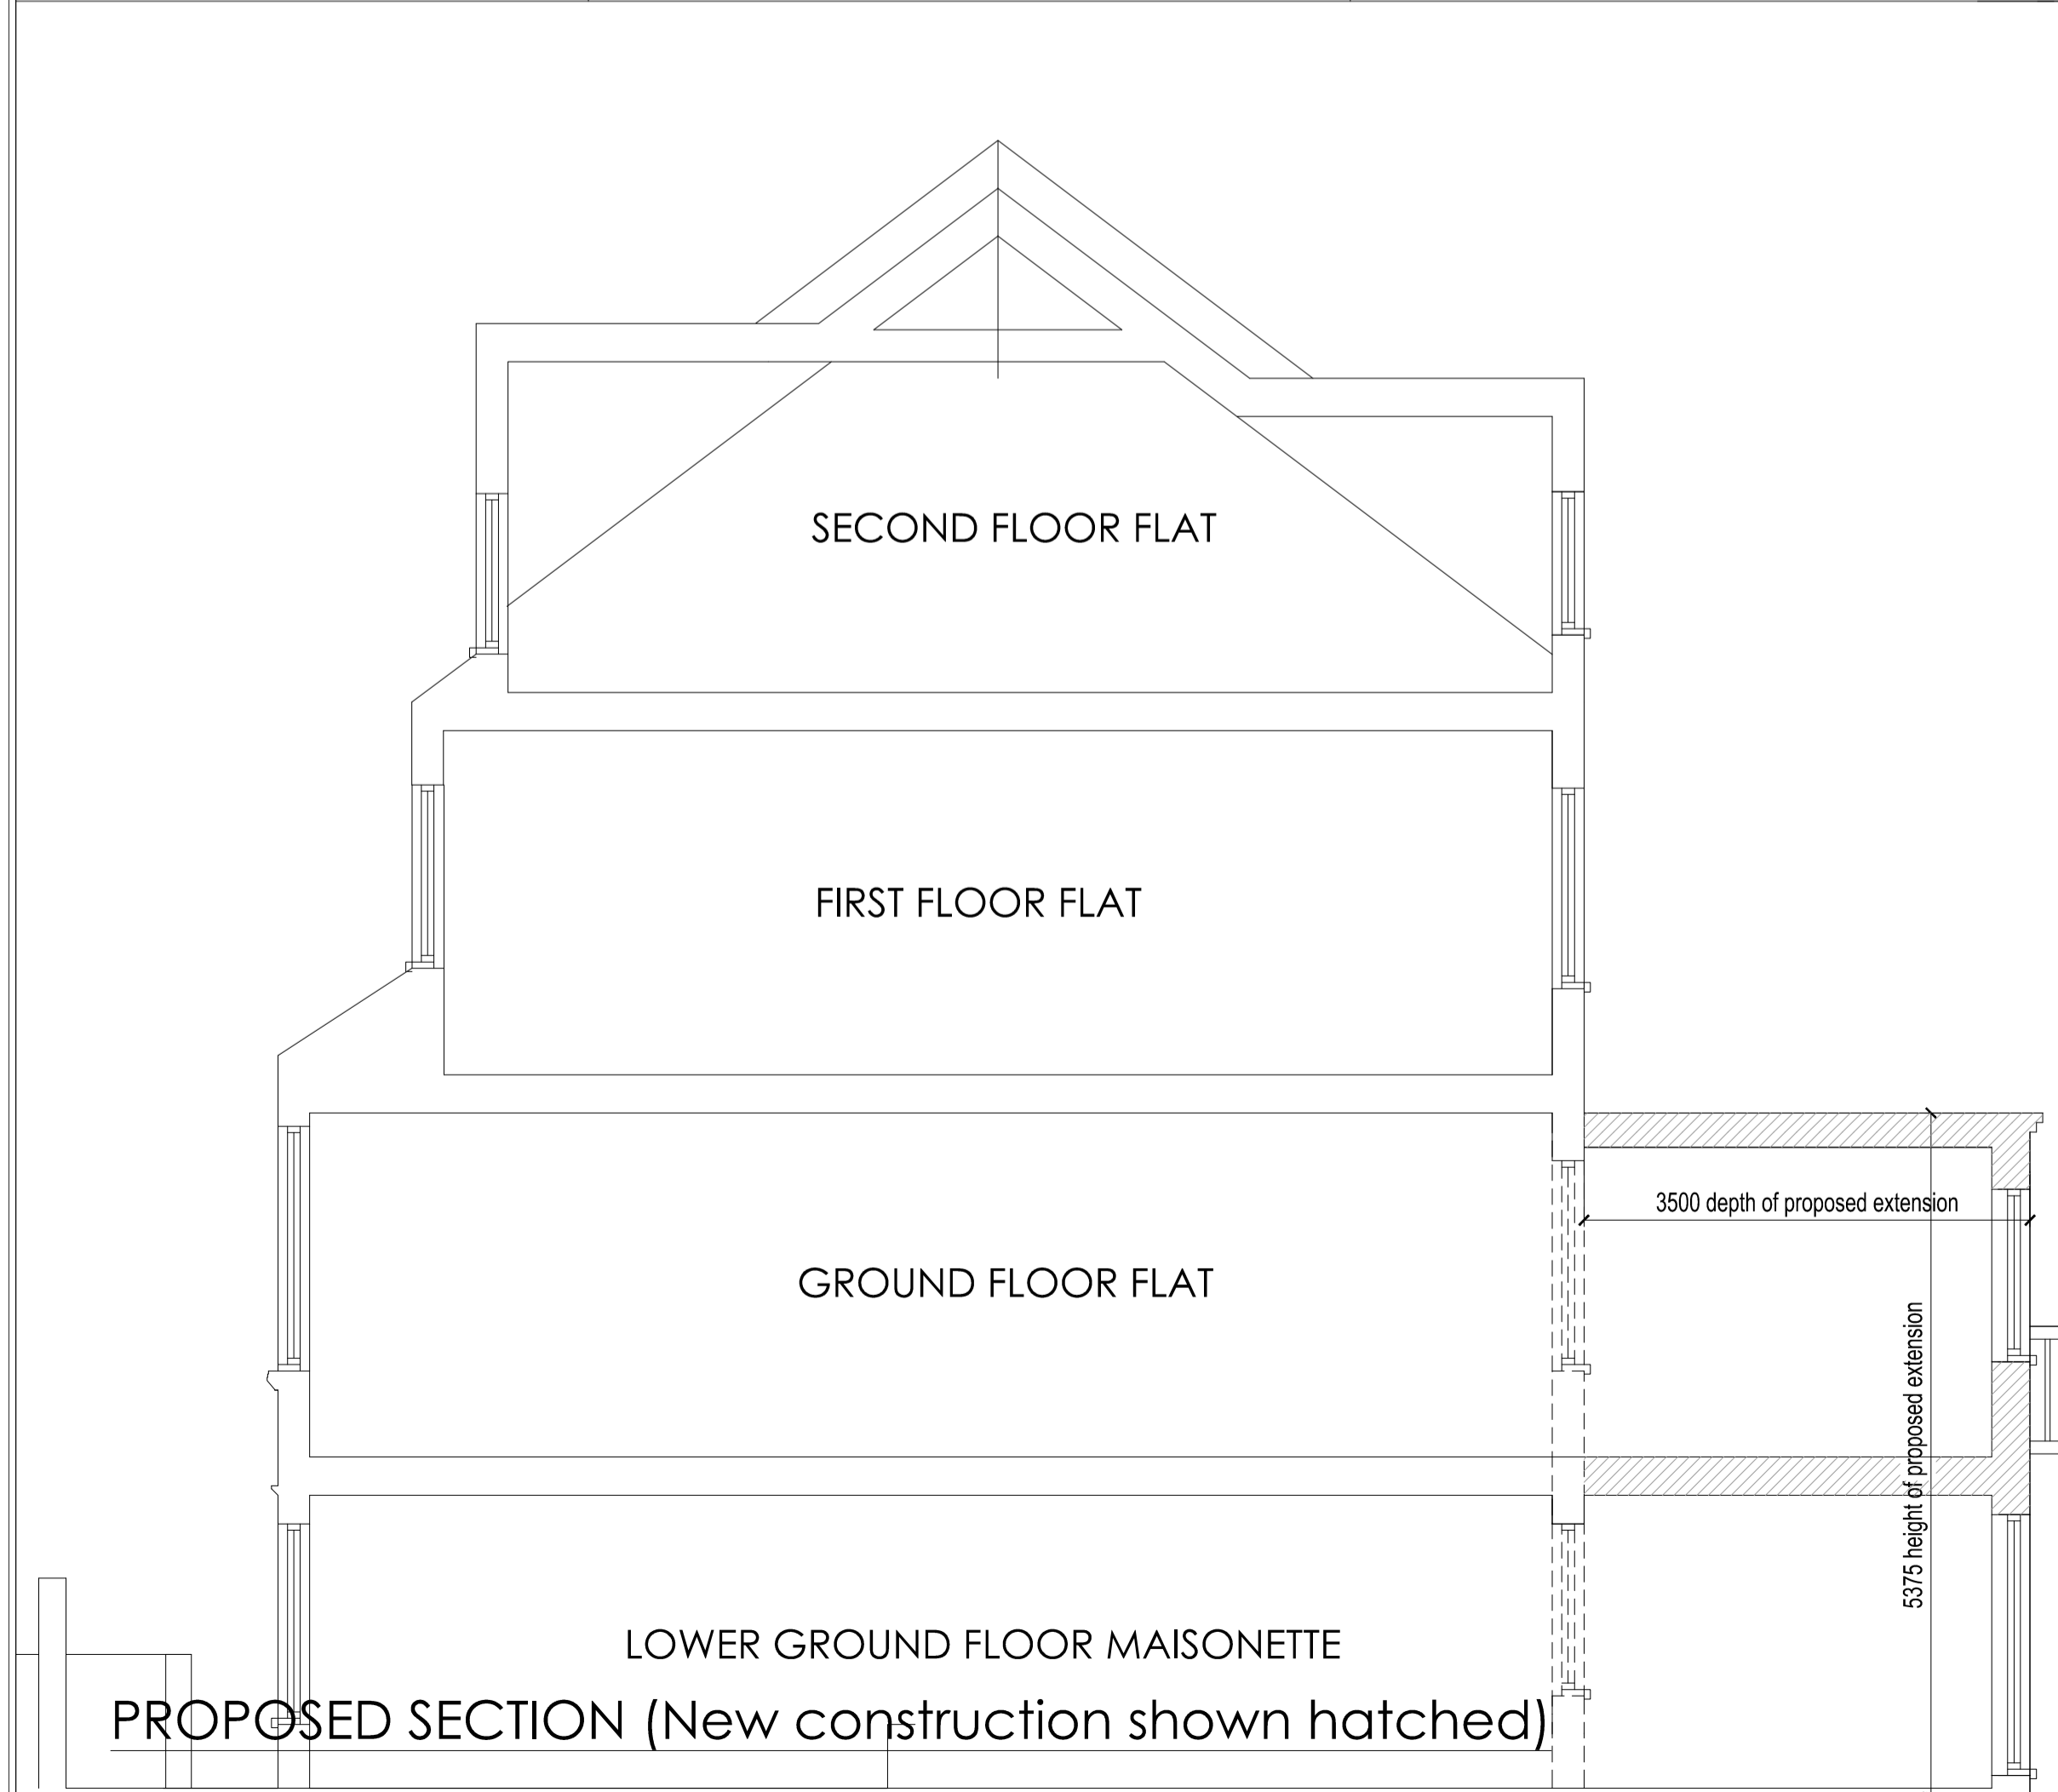 SECOND FLOOR FLAT
FIRST FLOOR FLAT
3500 depth of proposed extension
GROUND FLOOR FLAT
5375 height of proposed extension
LOWER GROUND FLOOR MAISONETTE
PROPOSED SECTION (New construction shown hatched)